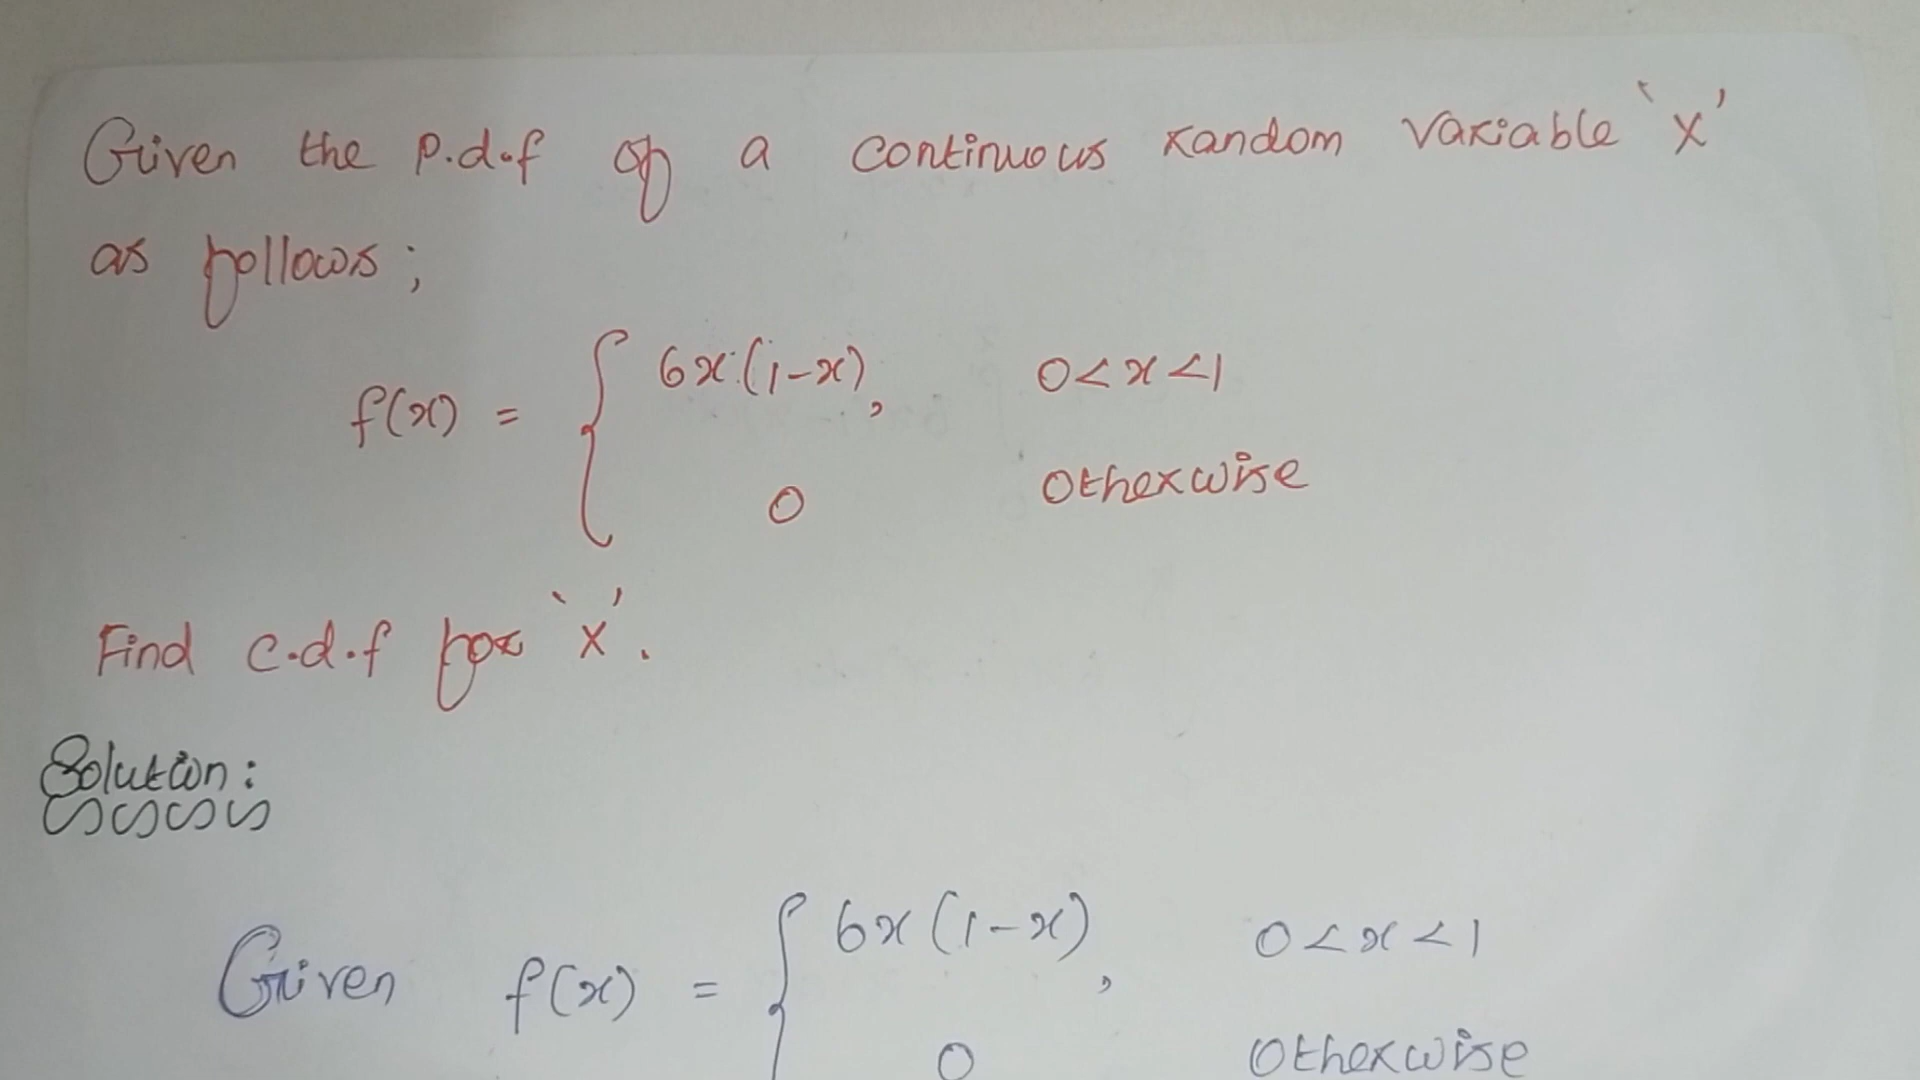 Given the p.d.f of a continuous random variable 'X'
as follows;
f(x) = { 6x(1-x), 0<x<1
0 otherwise
Find c.d.f for 'X'.
Solution:
Given f(x) = { 6x(1-x), 0<x<1
0 otherwise